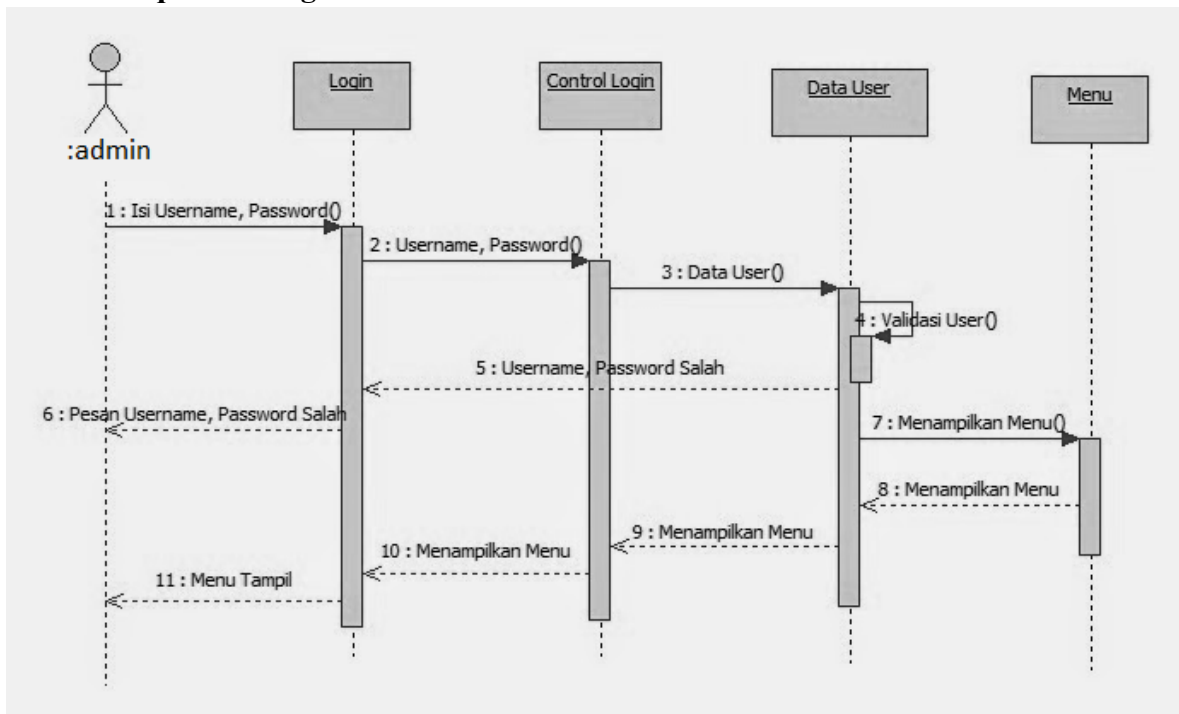 Login
Control Login
Data User
Menu
:admin
1 : Isi Username, Password()
2 : Username, Password()
3 : Data User()
4 : Validasi User()
5 : Username, Password Salah
6 : Pesan Username, Password Salah
7 : Menampilkan Menu()
8 : Menampilkan Menu
9 : Menampilkan Menu
10 : Menampilkan Menu
11 : Menu Tampil